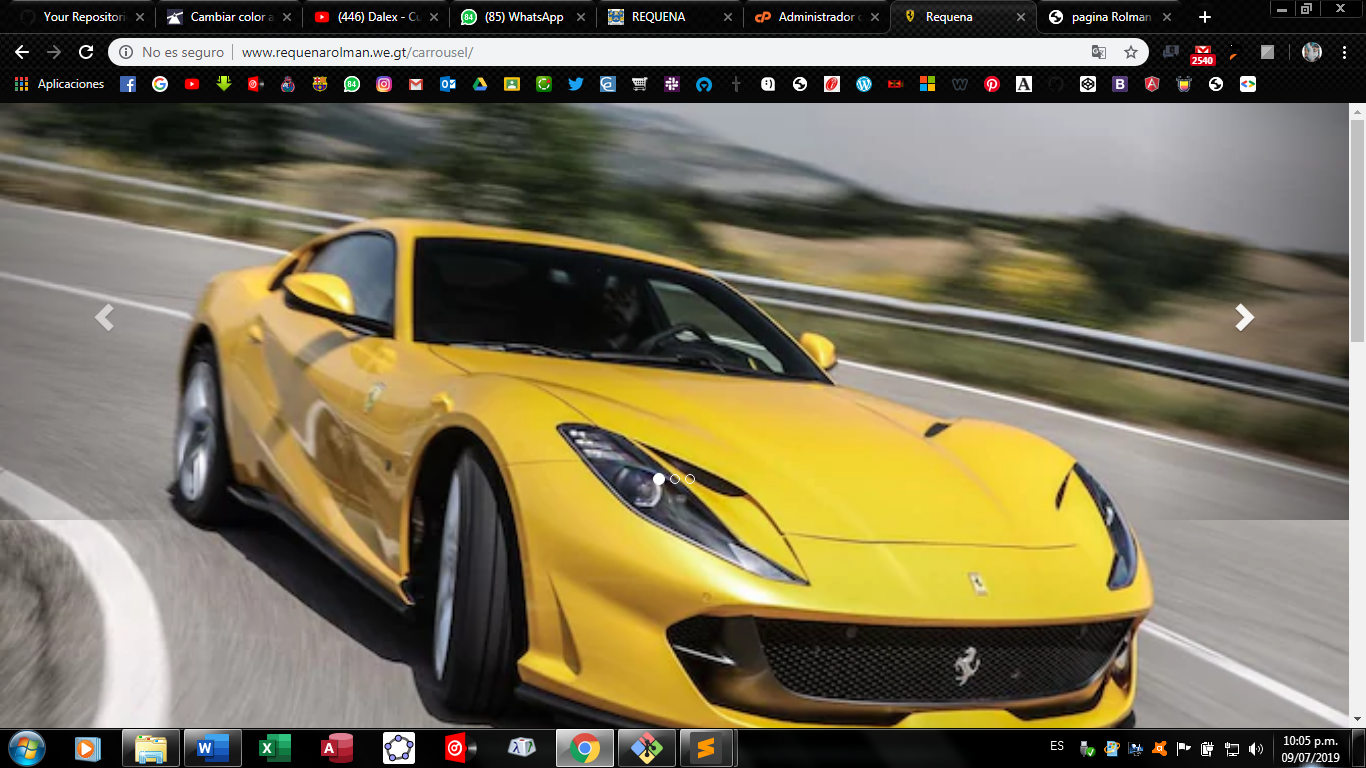 Your Repositori
Cambiar color a
(446) Dalex - Cu
(85) WhatsApp
REQUENA
Administrador d
Requena
pagina Rolman
No es seguro
www.requenarolman.we.gt/carrousel/
2540
Aplicaciones
84
ES
10:05 p.m.
09/07/2019